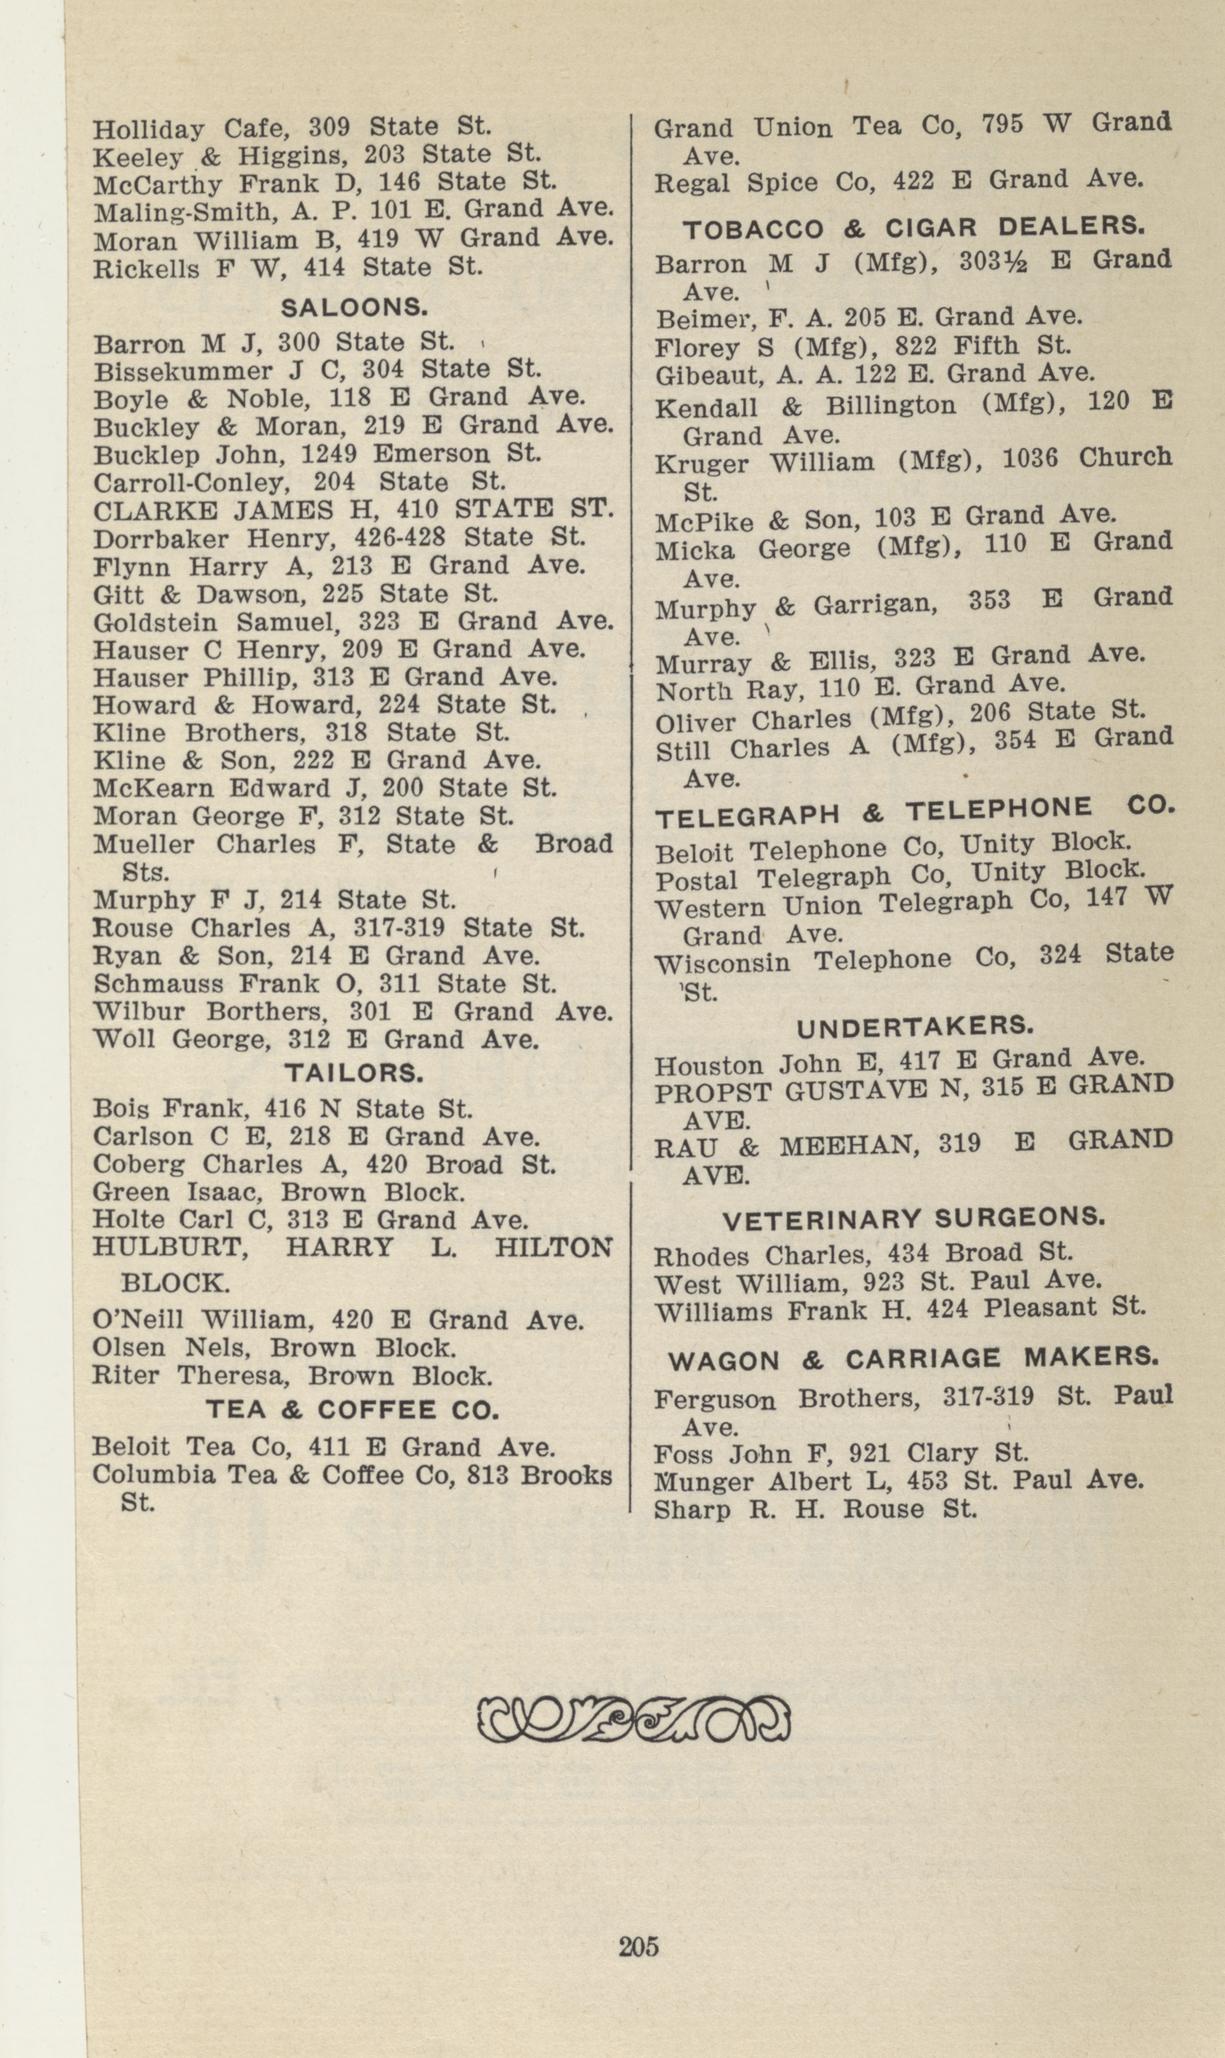 Holliday Cafe, 309 State St.
Keeley & Higgins, 203 State St.
McCarthy Frank D, 146 State St.
Maling-Smith, A. P. 101 E. Grand Ave.
Moran William B, 419 W Grand Ave.
Rickells F W, 414 State St.
SALOONS.
Barron M J, 300 State St.
Bissekummer J C, 304 State St.
Boyle & Noble, 118 E Grand Ave.
Buckley & Moran, 219 E Grand Ave.
Bucklep John, 1249 Emerson St.
Carroll-Conley, 204 State St.
CLARKE JAMES H, 410 STATE ST.
Dorrbaker Henry, 426-428 State St.
Flynn Harry A, 213 E Grand Ave.
Gitt & Dawson, 225 State St.
Goldstein Samuel, 323 E Grand Ave.
Hauser C Henry, 209 E Grand Ave.
Hauser Phillip, 313 E Grand Ave.
Howard & Howard, 224 State St.
Kline Brothers, 318 State St.
Kline & Son, 222 E Grand Ave.
McKearn Edward J, 200 State St.
Moran George F, 312 State St.
Mueller Charles F, State & Broad
Sts.
Murphy F J, 214 State St.
Rouse Charles A, 317-319 State St.
Ryan & Son, 214 E Grand Ave.
Schmauss Frank O, 311 State St.
Wilbur Borthers, 301 E Grand Ave.
Woll George, 312 E Grand Ave.
TAILORS.
Bois Frank, 416 N State St.
Carlson C E, 218 E Grand Ave.
Coberg Charles A, 420 Broad St.
Green Isaac, Brown Block.
Holte Carl C, 313 E Grand Ave.
HULBURT, HARRY L. HILTON
BLOCK.
O'Neill William, 420 E Grand Ave.
Olsen Nels, Brown Block.
Riter Theresa, Brown Block.
TEA & COFFEE CO.
Beloit Tea Co, 411 E Grand Ave.
Columbia Tea & Coffee Co, 813 Brooks
St.
Grand Union Tea Co, 795 W Grand
Ave.
Regal Spice Co, 422 E Grand Ave.
TOBACCO & CIGAR DEALERS.
Barron M J (Mfg), 303½ E Grand
Ave.
Beimer, F. A. 205 E. Grand Ave.
Florey S (Mfg), 822 Fifth St.
Gibeaut, A. A. 122 E. Grand Ave.
Kendall & Billington (Mfg), 120 E
Grand Ave.
Kruger William (Mfg), 1036 Church
St.
McPike & Son, 103 E Grand Ave.
Micka George (Mfg), 110 E Grand
Ave.
Murphy & Garrigan, 353 E Grand
Ave.
Murray & Ellis, 323 E Grand Ave.
North Ray, 110 E. Grand Ave.
Oliver Charles (Mfg), 206 State St.
Still Charles A (Mfg), 354 E Grand
Ave.
TELEGRAPH & TELEPHONE CO.
Beloit Telephone Co, Unity Block.
Postal Telegraph Co, Unity Block.
Western Union Telegraph Co, 147 W
Grand Ave.
Wisconsin Telephone Co, 324 State
St.
UNDERTAKERS.
Houston John E, 417 E Grand Ave.
PROPST GUSTAVE N, 315 E GRAND
AVE.
RAU & MEEHAN, 319 E GRAND
AVE.
VETERINARY SURGEONS.
Rhodes Charles, 434 Broad St.
West William, 923 St. Paul Ave.
Williams Frank H. 424 Pleasant St.
WAGON & CARRIAGE MAKERS.
Ferguson Brothers, 317-319 St. Paul
Ave.
Foss John F, 921 Clary St.
Munger Albert L, 453 St. Paul Ave.
Sharp R. H. Rouse St.
205